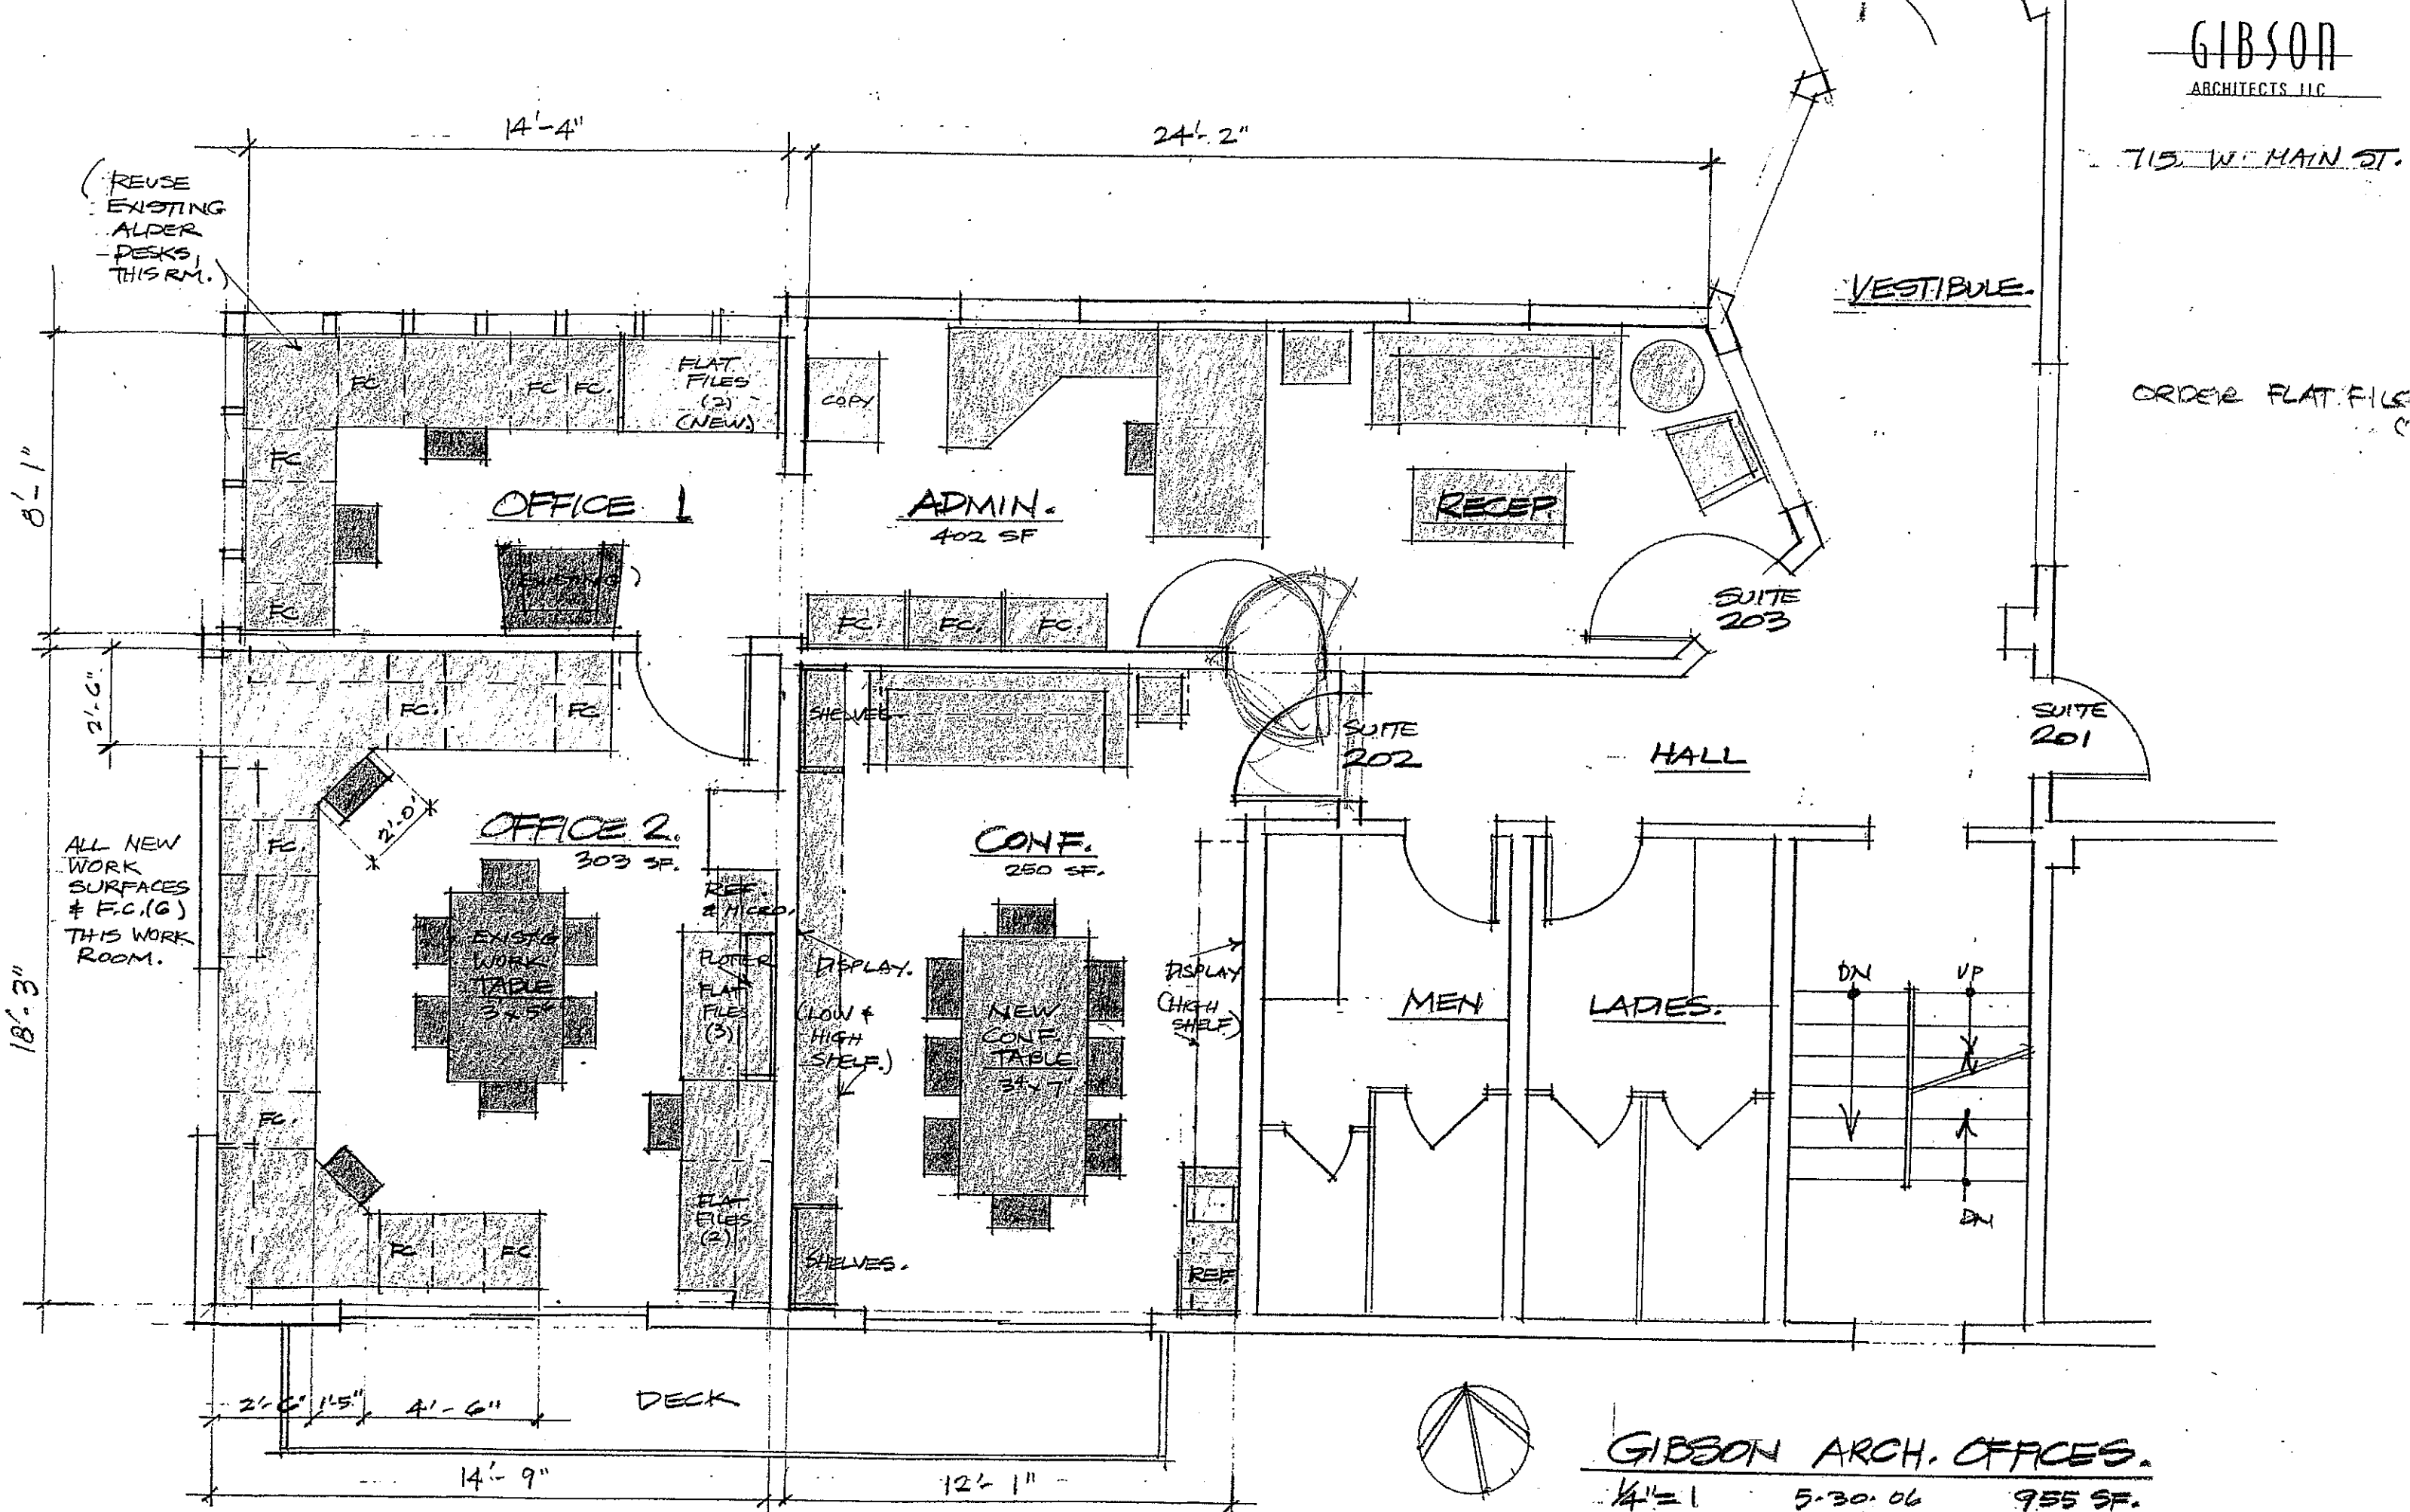 GIBSON
ARCHITECTS LLC
715 W. MAIN ST.
14'-4"
24'-2"
(REUSE
EXISTING
ALDER
DESKS,
THIS RM.)
VESTIBULE.
ORDER FLAT FILE
FC
FC
FC.
FLAT
FILES
(2)
(NEW)
COPY
8'-1"
FC
OFFICE 1
ADMIN.
402 SF
RECEP.
FC
EXISTING)
FC.
FC.
FC.
SUITE
203
2'-6"
FC.
FC
SHELVES
SUITE
202
HALL
SUITE
201
2'-0"
OFFICE 2.
303 SF.
CONF.
250 SF.
ALL NEW
WORK
SURFACES
& F.C.(6)
THIS WORK
ROOM.
FC.
REF.
& MICRO.
EXIST'G
WORK
TABLE
3x5
PLOTER
FLAT
FILES
(3)
DISPLAY.
(LOW &
HIGH
SHELF.)
NEW
CONF.
TABLE
DISPLAY
(HIGH
SHELF.)
MEN
LADIES.
DN
UP
18'-3"
FC.
FLAT
FILES
(2)
DN
FC
FC
SHELVES.
REF.
2'-6"
1'-5"
4'-6"
DECK
14'-9"
12'-1"
GIBSON ARCH. OFFICES.
1/4"=1
5.30.06
955 SF.